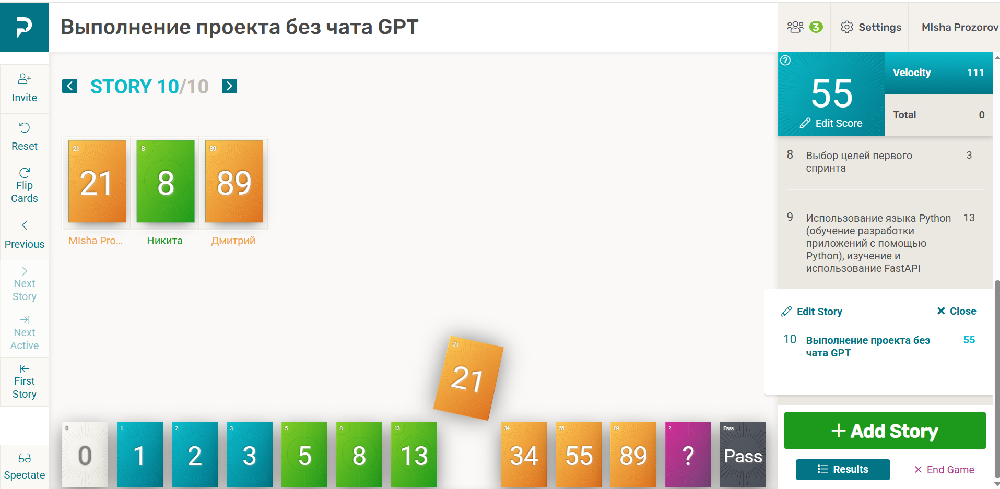 Выполнение проекта без чата GPT
3
Settings
MIsha Prozorov
Invite
Reset
Flip
Cards
Previous
Next
Story
Next
Active
First
Story
Spectate
STORY 10/10
21
21
8
8
89
89
MIsha Pro...
Никита
Дмитрий
21
21
0
0
1
1
2
2
3
3
5
5
8
8
13
13
34
34
55
55
89
89
?
?
Pass
Pass
?
55
Edit Score
Velocity 111
Total 0
8 Выбор целей первого 3
спринта
9 Использование языка Python 13
(обучение разработки
приложений с помощью
Python), изучение и
использование FastAPI
Edit Story
Close
10 Выполнение проекта без 55
чата GPT
Add Story
Results
End Game